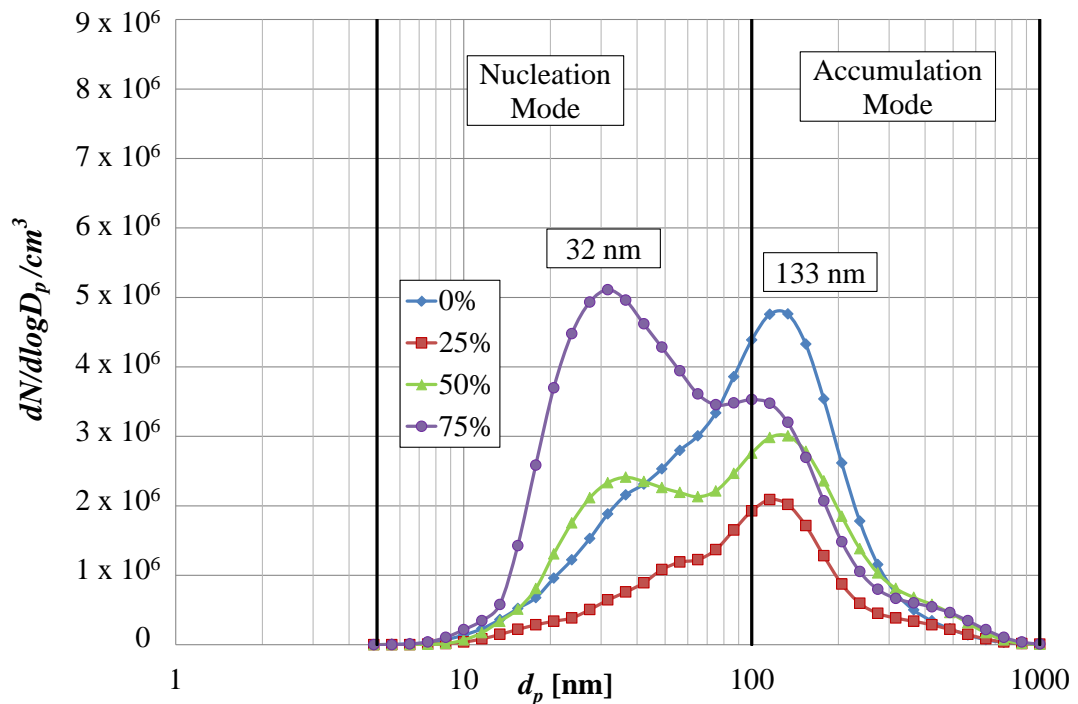 9 x 10⁶
8 x 10⁶
7 x 10⁶
6 x 10⁶
5 x 10⁶
4 x 10⁶
3 x 10⁶
2 x 10⁶
1 x 10⁶
0
dN/dlogDₚ/cm³
Nucleation
Mode
Accumulation
Mode
32 nm
133 nm
0%
25%
50%
75%
1
10
100
1000
dₚ [nm]